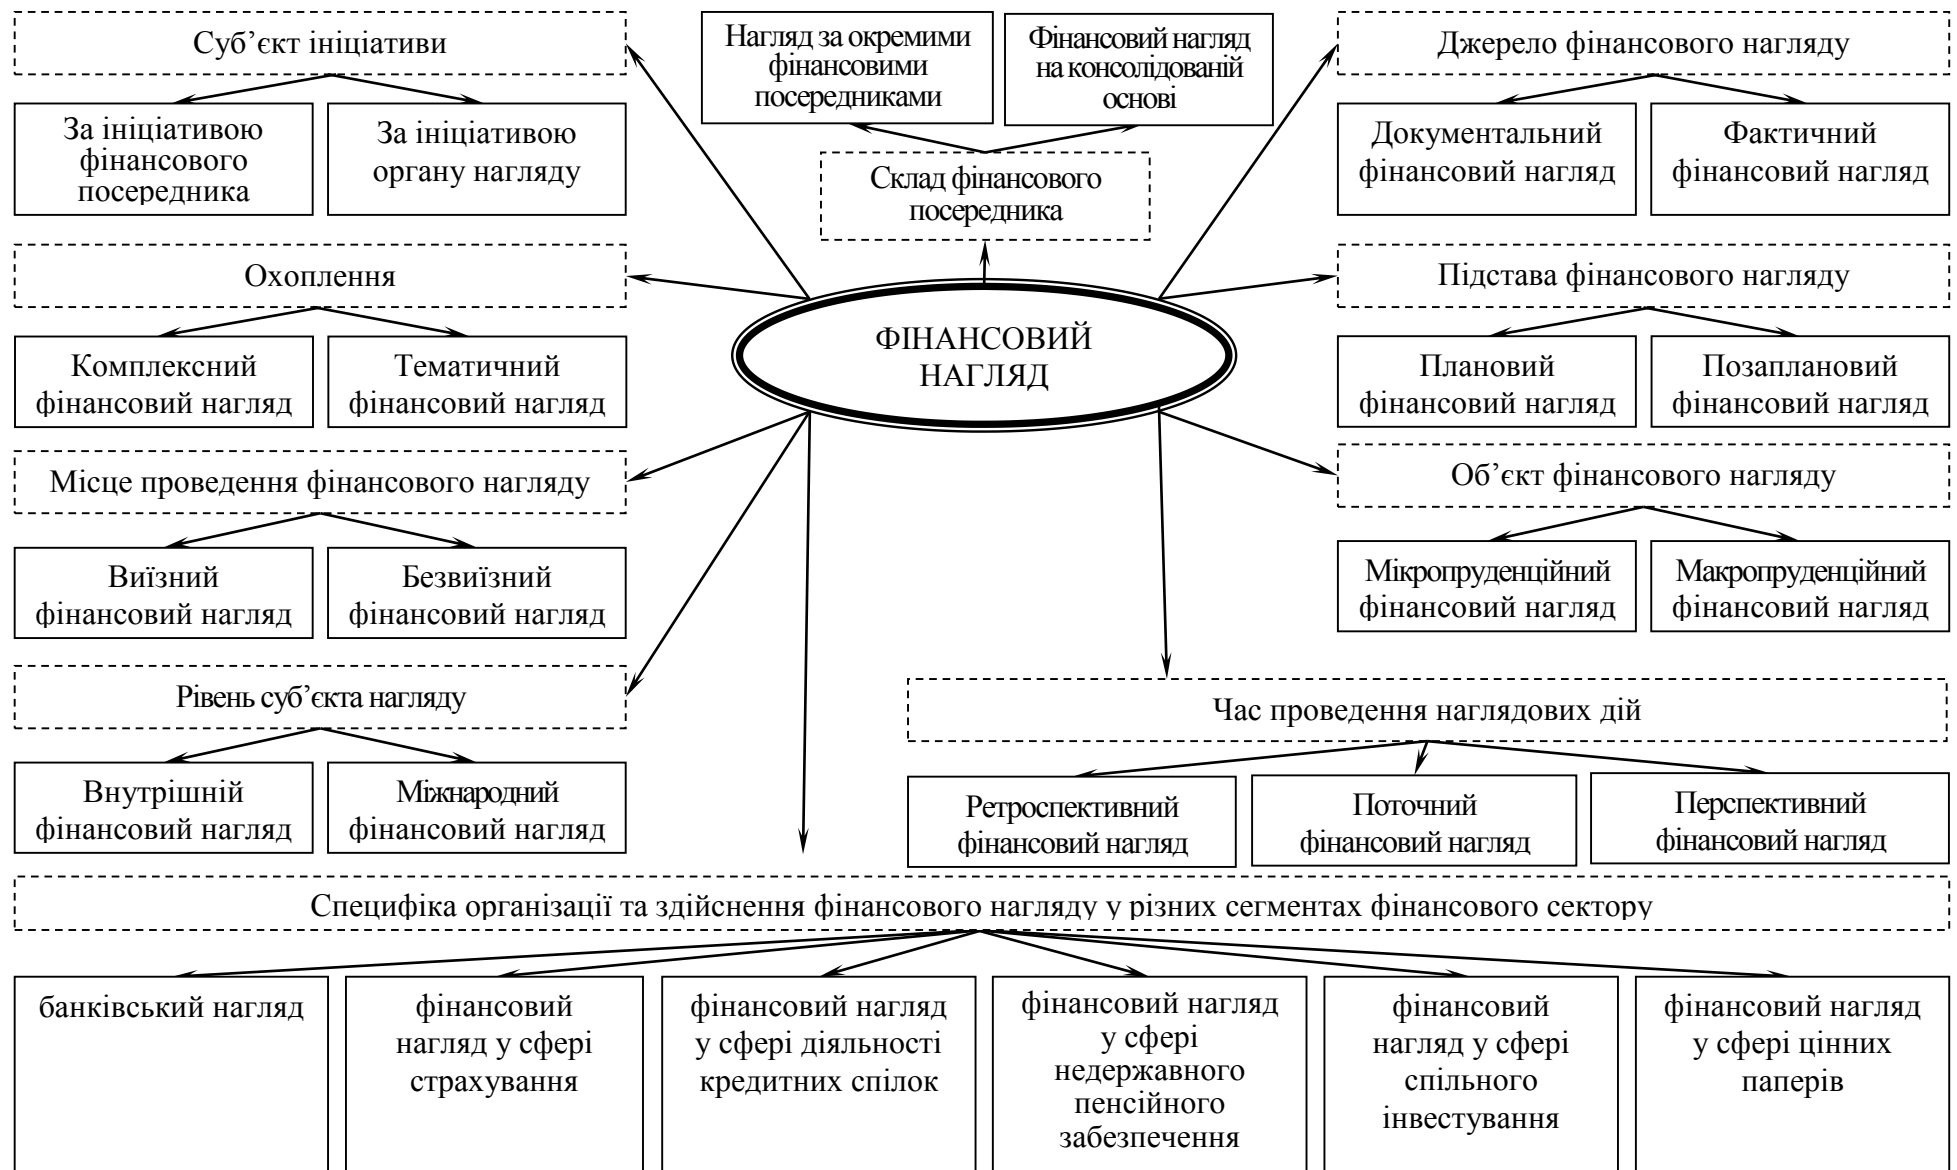 Суб’єкт ініціативи
За ініціативою
фінансового
посередника
За ініціативою
органу нагляду
Нагляд за окремими
фінансовими
посередниками
Фінансовий нагляд
на консолідованій
основі
Склад фінансового
посередника
Джерело фінансового нагляду
Документальний
фінансовий нагляд
Фактичний
фінансовий нагляд
Охоплення
Комплексний
фінансовий нагляд
Тематичний
фінансовий нагляд
ФІНАНСОВИЙ
НАГЛЯД
Підстава фінансового нагляду
Плановий
фінансовий нагляд
Позаплановий
фінансовий нагляд
Місце проведення фінансового нагляду
Виїзний
фінансовий нагляд
Безвиїзний
фінансовий нагляд
Об’єкт фінансового нагляду
Мікропруденційний
фінансовий нагляд
Макропруденційний
фінансовий нагляд
Рівень суб’єкта нагляду
Внутрішній
фінансовий нагляд
Міжнародний
фінансовий нагляд
Час проведення наглядових дій
Ретроспективний
фінансовий нагляд
Поточний
фінансовий нагляд
Перспективний
фінансовий нагляд
Специфіка організації та здійснення фінансового нагляду у різних сегментах фінансового сектору
банківський нагляд
фінансовий
нагляд у сфері
страхування
фінансовий нагляд
у сфері діяльності
кредитних спілок
фінансовий нагляд
у сфері
недержавного
пенсійного
забезпечення
фінансовий
нагляд у сфері
спільного
інвестування
фінансовий нагляд
у сфері цінних
паперів